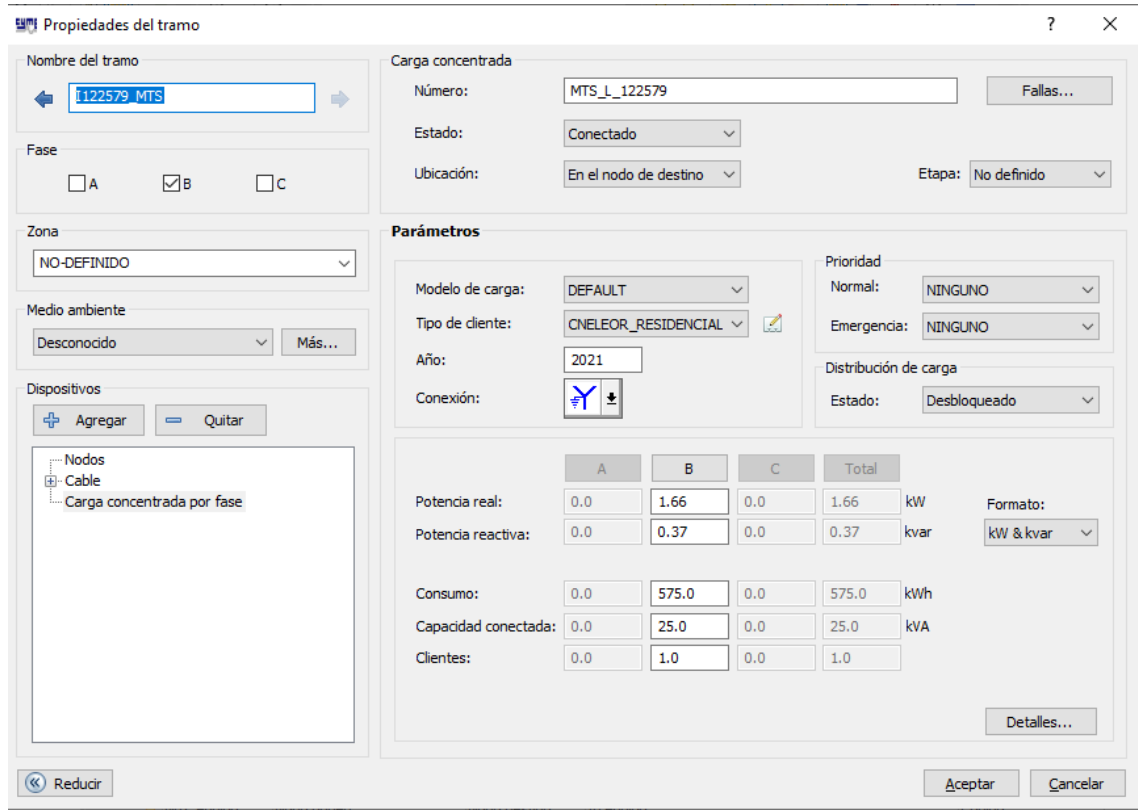 Propiedades del tramo
?
Nombre del tramo
I122579_MTS
Fase
A
B
C
Zona
NO-DEFINIDO
Medio ambiente
Desconocido
Más...
Dispositivos
Agregar
Quitar
Nodos
Cable
Carga concentrada por fase
Carga concentrada
Número: MTS_L_122579 Fallas...
Estado: Conectado
Ubicación: En el nodo de destino Etapa: No definido
Parámetros
Modelo de carga: DEFAULT
Tipo de cliente: CNELEOR_RESIDENCIAL
Año: 2021
Conexión:
Prioridad
Normal: NINGUNO
Emergencia: NINGUNO
Distribución de carga
Estado: Desbloqueado
A B C Total
Potencia real: 0.0 1.66 0.0 1.66 kW
Potencia reactiva: 0.0 0.37 0.0 0.37 kvar
Formato:
kW & kvar
Consumo: 0.0 575.0 0.0 575.0 kWh
Capacidad conectada: 0.0 25.0 0.0 25.0 kVA
Clientes: 0.0 1.0 0.0 1.0
Detalles...
Reducir
Aceptar
Cancelar